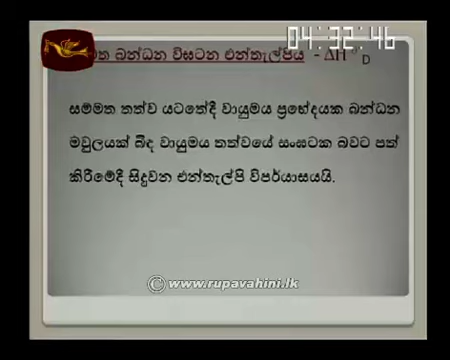 04:32:46
බන්ධන විඝටන එන්තැල්පිය - ΔH° D
සම්මත තත්ව යටතේදී වායුමය ප්‍රභේදයක බන්ධන
මවුලයක් බිඳ වායුමය තත්වයේ සංඝටක බවට පත්
කිරීමේදී සිදුවන එන්තැල්පි විපර්යාසයයි.
© www.rupavahini.lk